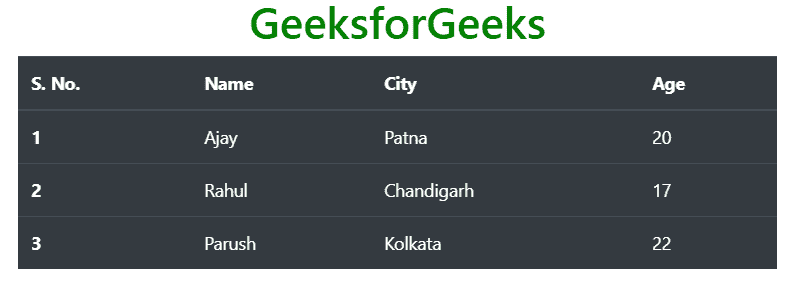 GeeksforGeeks
S. No. Name City Age
1 Ajay Patna 20
2 Rahul Chandigarh 17
3 Parush Kolkata 22